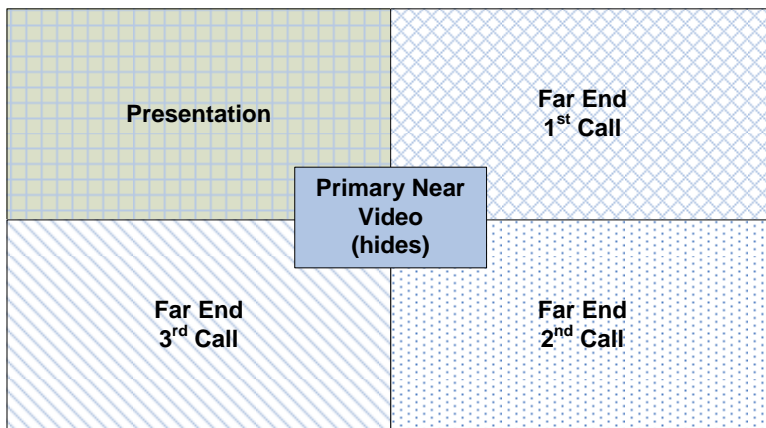 Presentation
Far End
1st Call
Primary Near
Video
(hides)
Far End
3rd Call
Far End
2nd Call